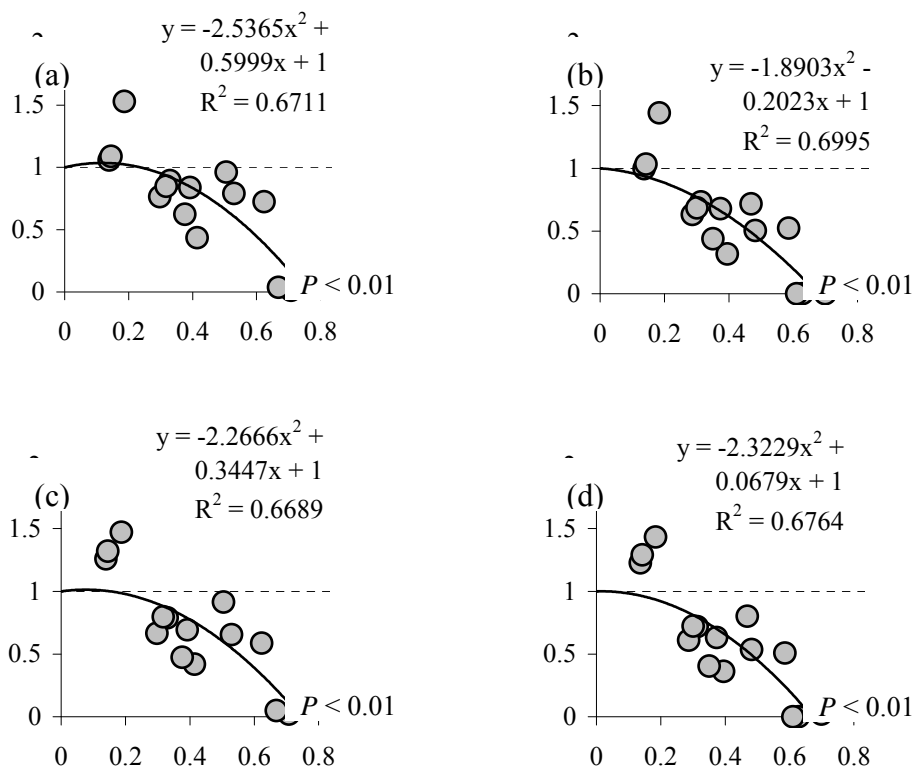 y = -2.5365x² +
0.5999x + 1
R² = 0.6711
(a)
1.5
1
0.5
0
P < 0.01
0 0.2 0.4 0.6 0.8
y = -1.8903x² -
0.2023x + 1
R² = 0.6995
(b)
1.5
1
0.5
0
P < 0.01
0 0.2 0.4 0.6 0.8
y = -2.2666x² +
0.3447x + 1
R² = 0.6689
(c)
1.5
1
0.5
0
P < 0.01
0 0.2 0.4 0.6 0.8
y = -2.3229x² +
0.0679x + 1
R² = 0.6764
(d)
1.5
1
0.5
0
P < 0.01
0 0.2 0.4 0.6 0.8